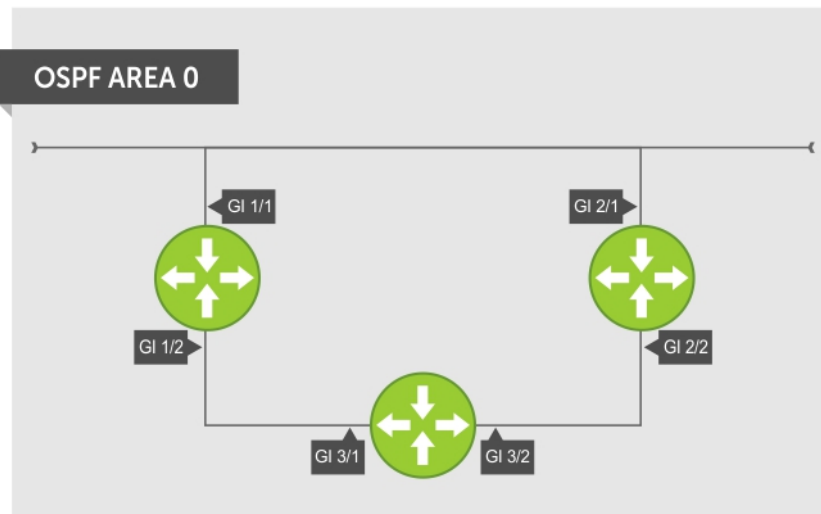 OSPF AREA 0
GI 1/1
GI 2/1
GI 1/2
GI 2/2
GI 3/1
GI 3/2